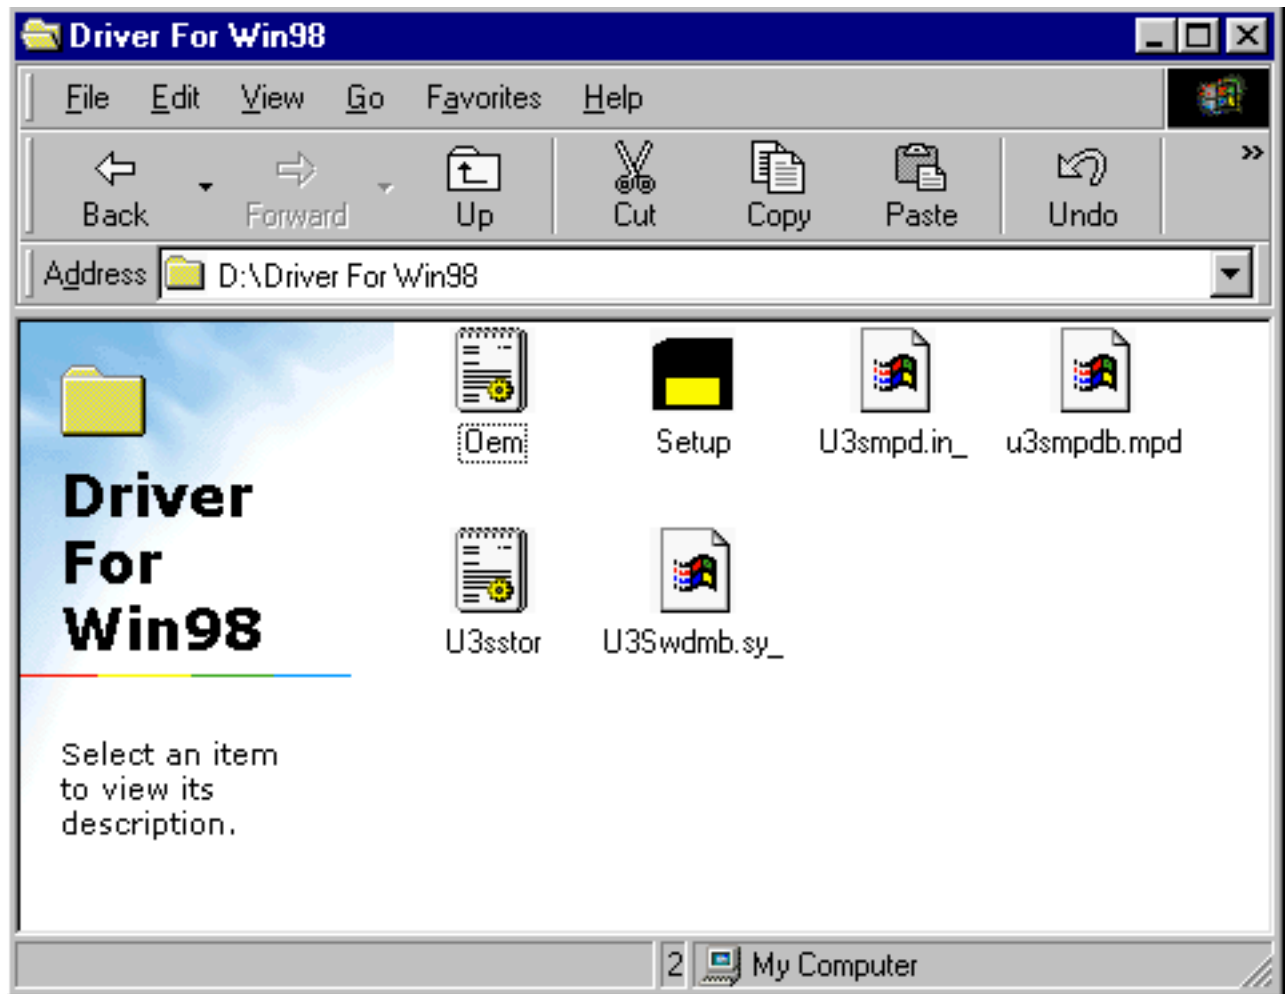 Driver For Win98
File Edit View Go Favorites Help
»
Back Forward Up Cut Copy Paste Undo
Address D:\Driver For Win98
Oem Setup U3smpd.in_ u3smpdb.mpd
U3sstor U3Swdmb.sy_
Driver
For
Win98
Select an item
to view its
description.
2 My Computer